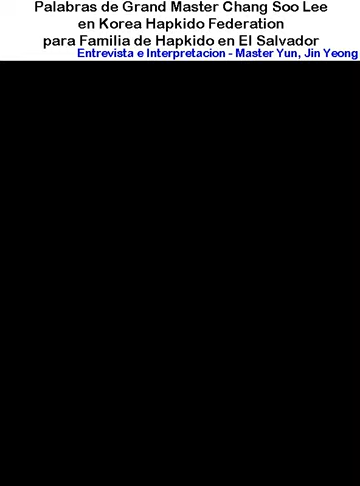 Palabras de Grand Master Chang Soo Lee
en Korea Hapkido Federation
para Familia de Hapkido en El Salvador
Entrevista e Interpretacion - Master Yun, Jin Yeong